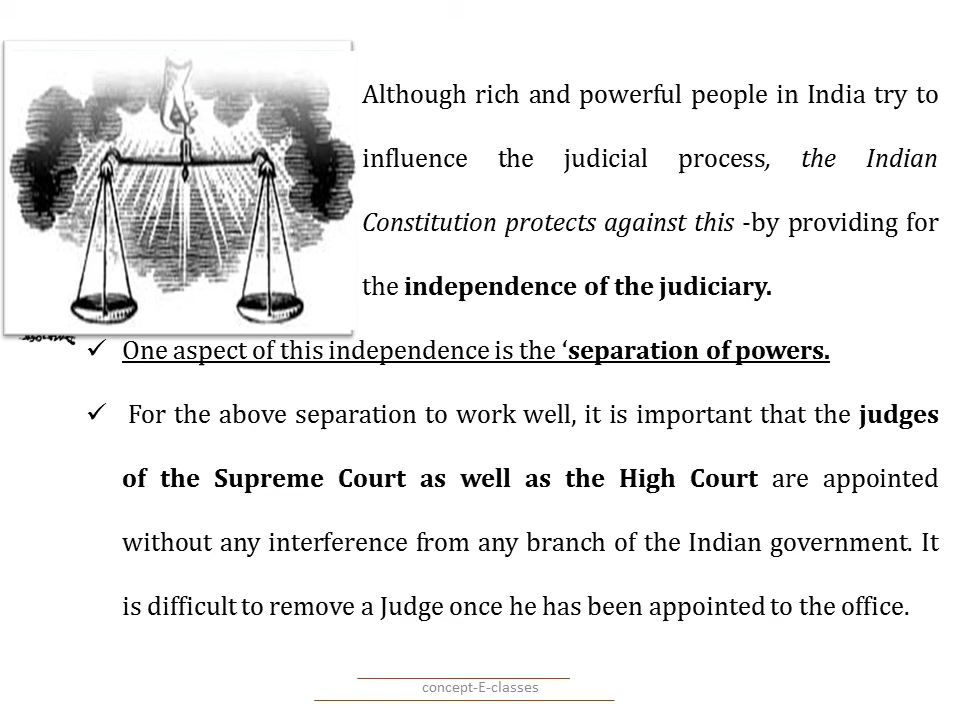 Although rich and powerful people in India try to
influence the judicial process, the Indian
Constitution protects against this -by providing for
the independence of the judiciary.
✓ One aspect of this independence is the ‘separation of powers.
✓ For the above separation to work well, it is important that the judges
of the Supreme Court as well as the High Court are appointed
without any interference from any branch of the Indian government. It
is difficult to remove a Judge once he has been appointed to the office.
concept-E-classes